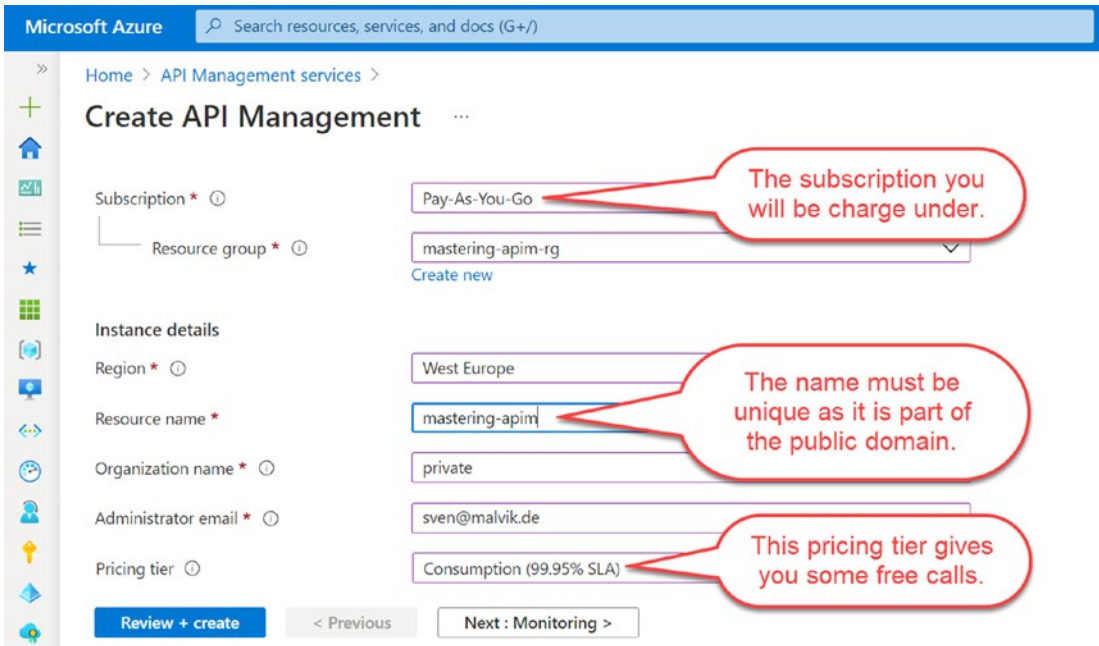 Microsoft Azure
Search resources, services, and docs (G+/)
Home > API Management services >
Create API Management ...
Subscription *
Pay-As-You-Go
The subscription you
will be charge under.
Resource group *
mastering-apim-rg
Create new
Instance details
Region *
West Europe
Resource name *
mastering-apim
The name must be
unique as it is part of
the public domain.
Organization name *
private
Administrator email *
sven@malvik.de
Pricing tier
Consumption (99.95% SLA)
This pricing tier gives
you some free calls.
Review + create
< Previous
Next : Monitoring >